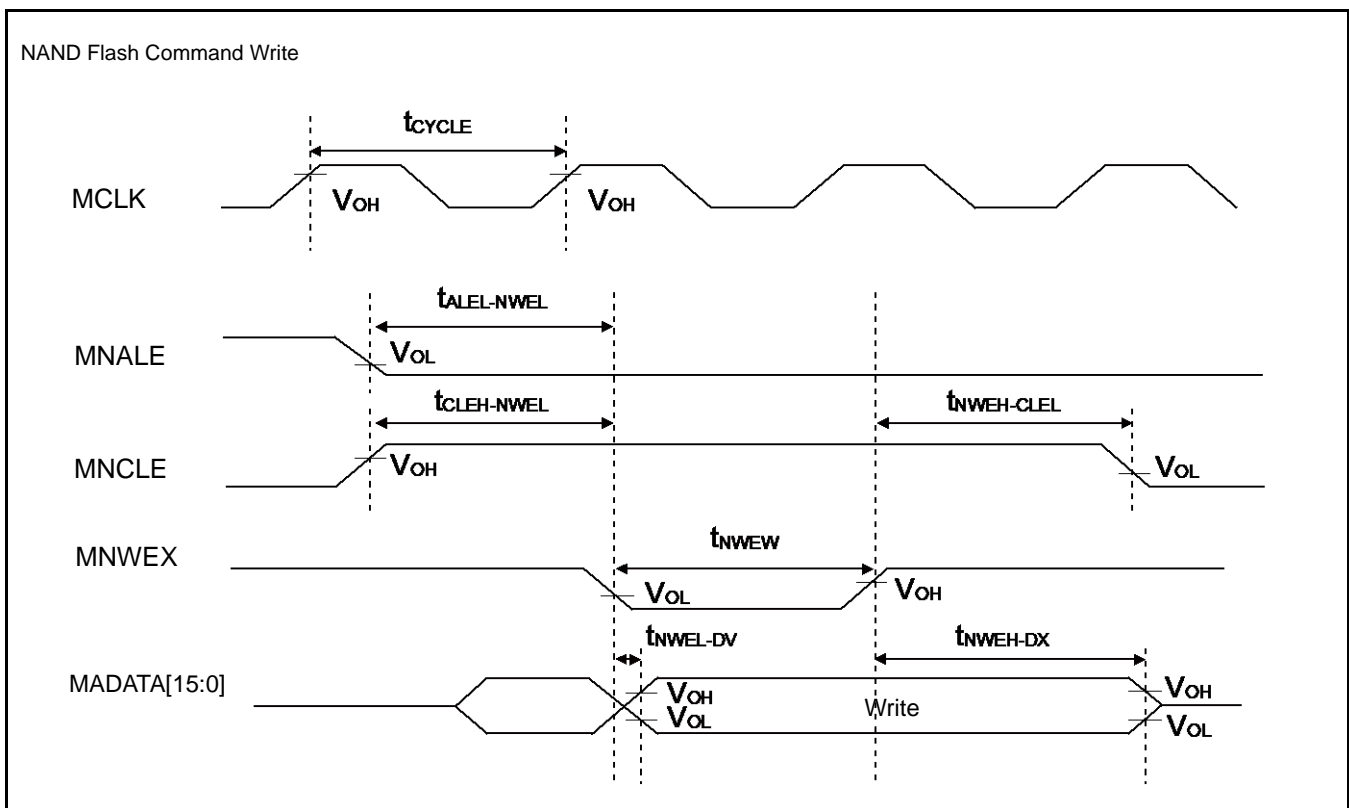 NAND Flash Command Write
tCYCLE
MCLK
VOH
VOH
tALEL-NWEL
MNALE
VOL
tCLEH-NWEL
tNWEH-CLEL
MNCLE
VOH
VOL
MNWEX
tNWEW
VOL
VOH
tNWEL-DV
tNWEH-DX
MADATA[15:0]
VOH
VOL
Write
VOH
VOL